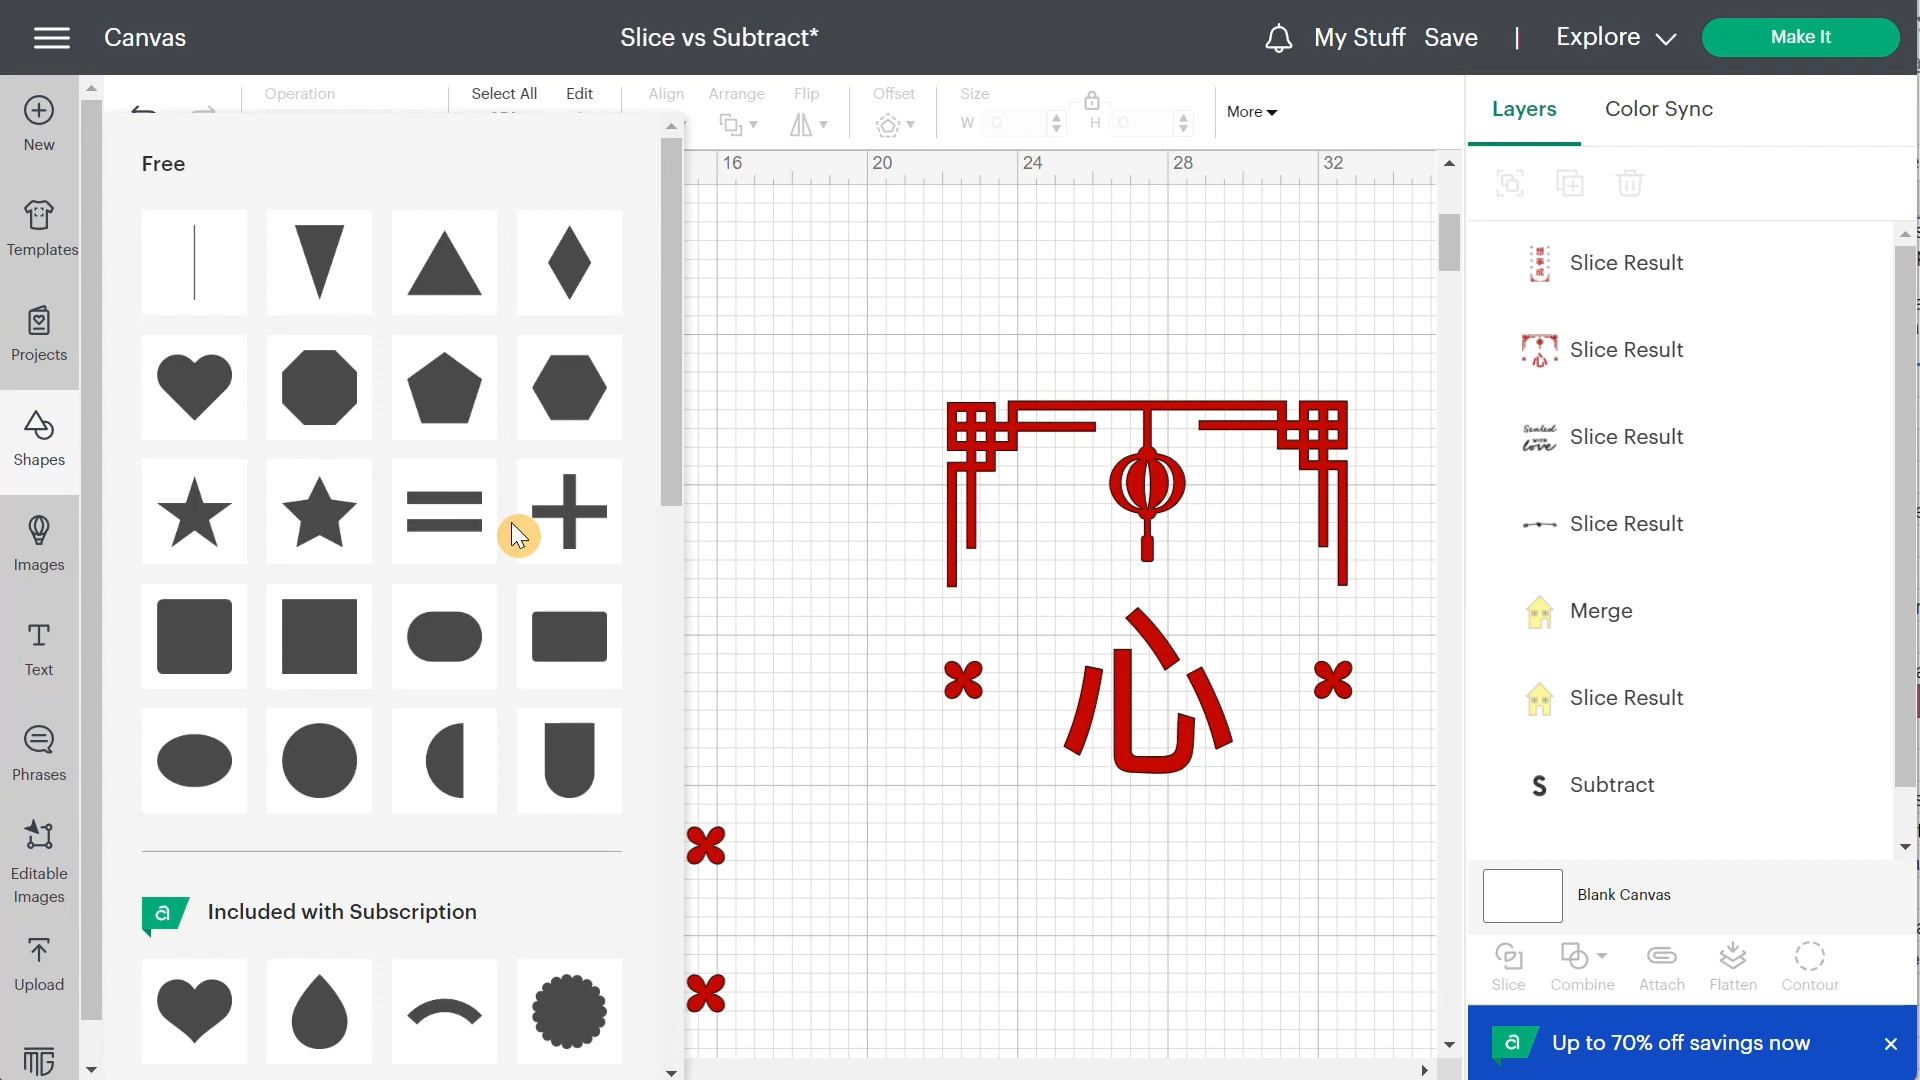 Canvas
Slice vs Subtract*
My Stuff
Save
|
Explore
Make It
New
Templates
Projects
Shapes
Images
Text
Phrases
Editable
Images
Upload
Operation
Select All
Edit
Align
Arrange
Flip
Offset
Size
W 0
H 0
More
Free
Included with Subscription
16
20
24
28
32
心
Layers
Color Sync
Slice Result
Slice Result
Slice Result
Slice Result
Merge
Slice Result
S Subtract
Blank Canvas
Slice
Combine
Attach
Flatten
Contour
a Up to 70% off savings now